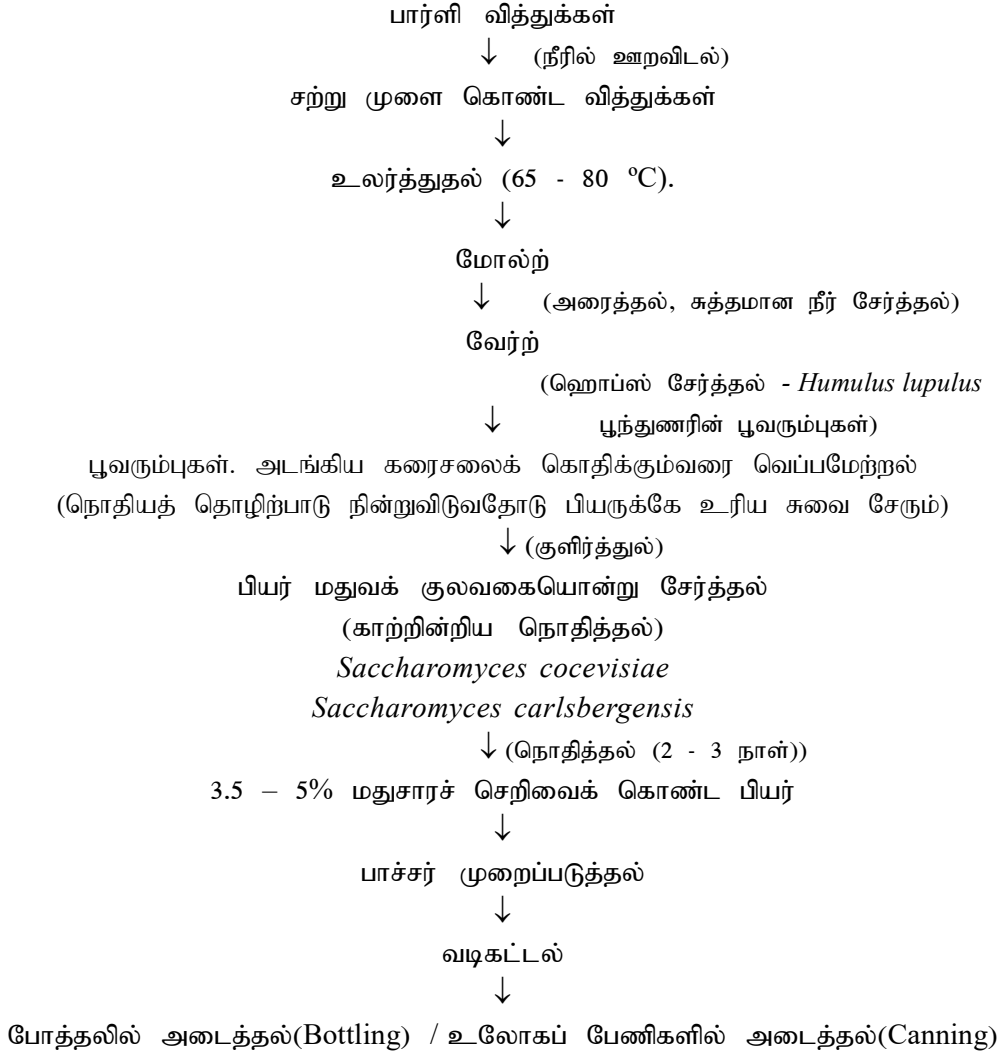 பார்ளி வித்துக்கள்
↓ (நீரில் ஊறவிடல்)
சற்று முளை கொண்ட வித்துக்கள்
↓
உலர்த்துதல் (65 - 80 ºC).
↓
மோல்ற்
↓ (அரைத்தல், சுத்தமான நீர் சேர்த்தல்)
வேர்ற்
(ஹொப்ஸ் சேர்த்தல் - Humulus lupulus
↓ பூந்துணரின் பூவரும்புகள்)
பூவரும்புகள். அடங்கிய கரைசலைக் கொதிக்கும்வரை வெப்பமேற்றல்
(நொதியத் தொழிற்பாடு நின்றுவிடுவதோடு பியருக்கே உரிய சுவை சேரும்)
↓ (குளிர்த்துல்)
பியர் மதுவக் குலவகையொன்று சேர்த்தல்
(காற்றின்றிய நொதித்தல்)
Saccharomyces cocevisiae
Saccharomyces carlsbergensis
↓ (நொதித்தல் (2 - 3 நாள்))
3.5 – 5% மதுசாரச் செறிவைக் கொண்ட பியர்
↓
பாச்சர் முறைப்படுத்தல்
↓
வடிகட்டல்
↓
போத்தலில் அடைத்தல்(Bottling) / உலோகப் பேணிகளில் அடைத்தல்(Canning)